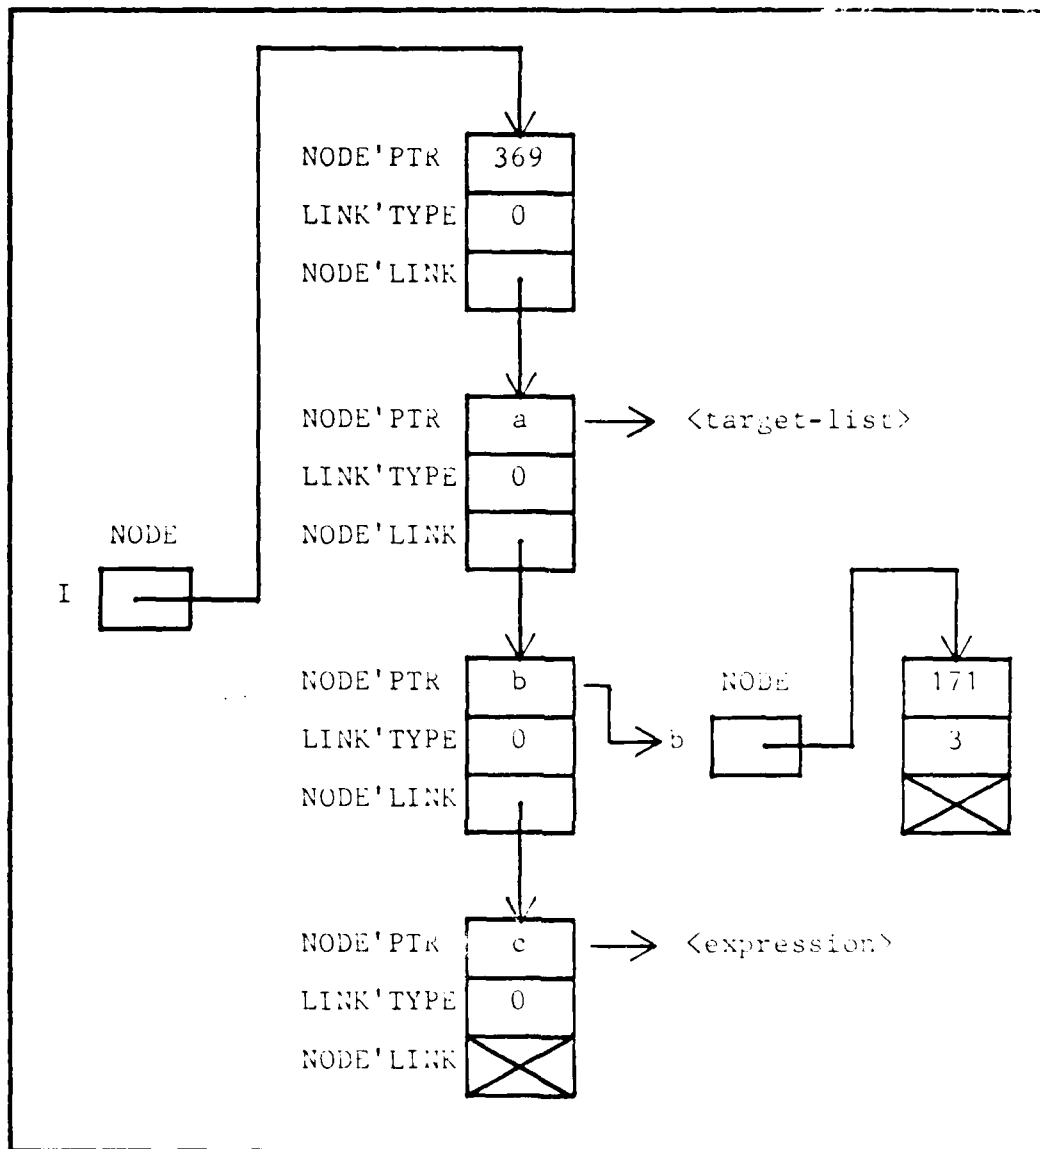 NODE'PTR 369
LINK'TYPE 0
NODE'LINK
NODE'PTR a <target-list>
LINK'TYPE 0
NODE'LINK
NODE
I
NODE'PTR b NODE 171
LINK'TYPE 0 b 3
NODE'LINK
NODE'PTR c <expression>
LINK'TYPE 0
NODE'LINK